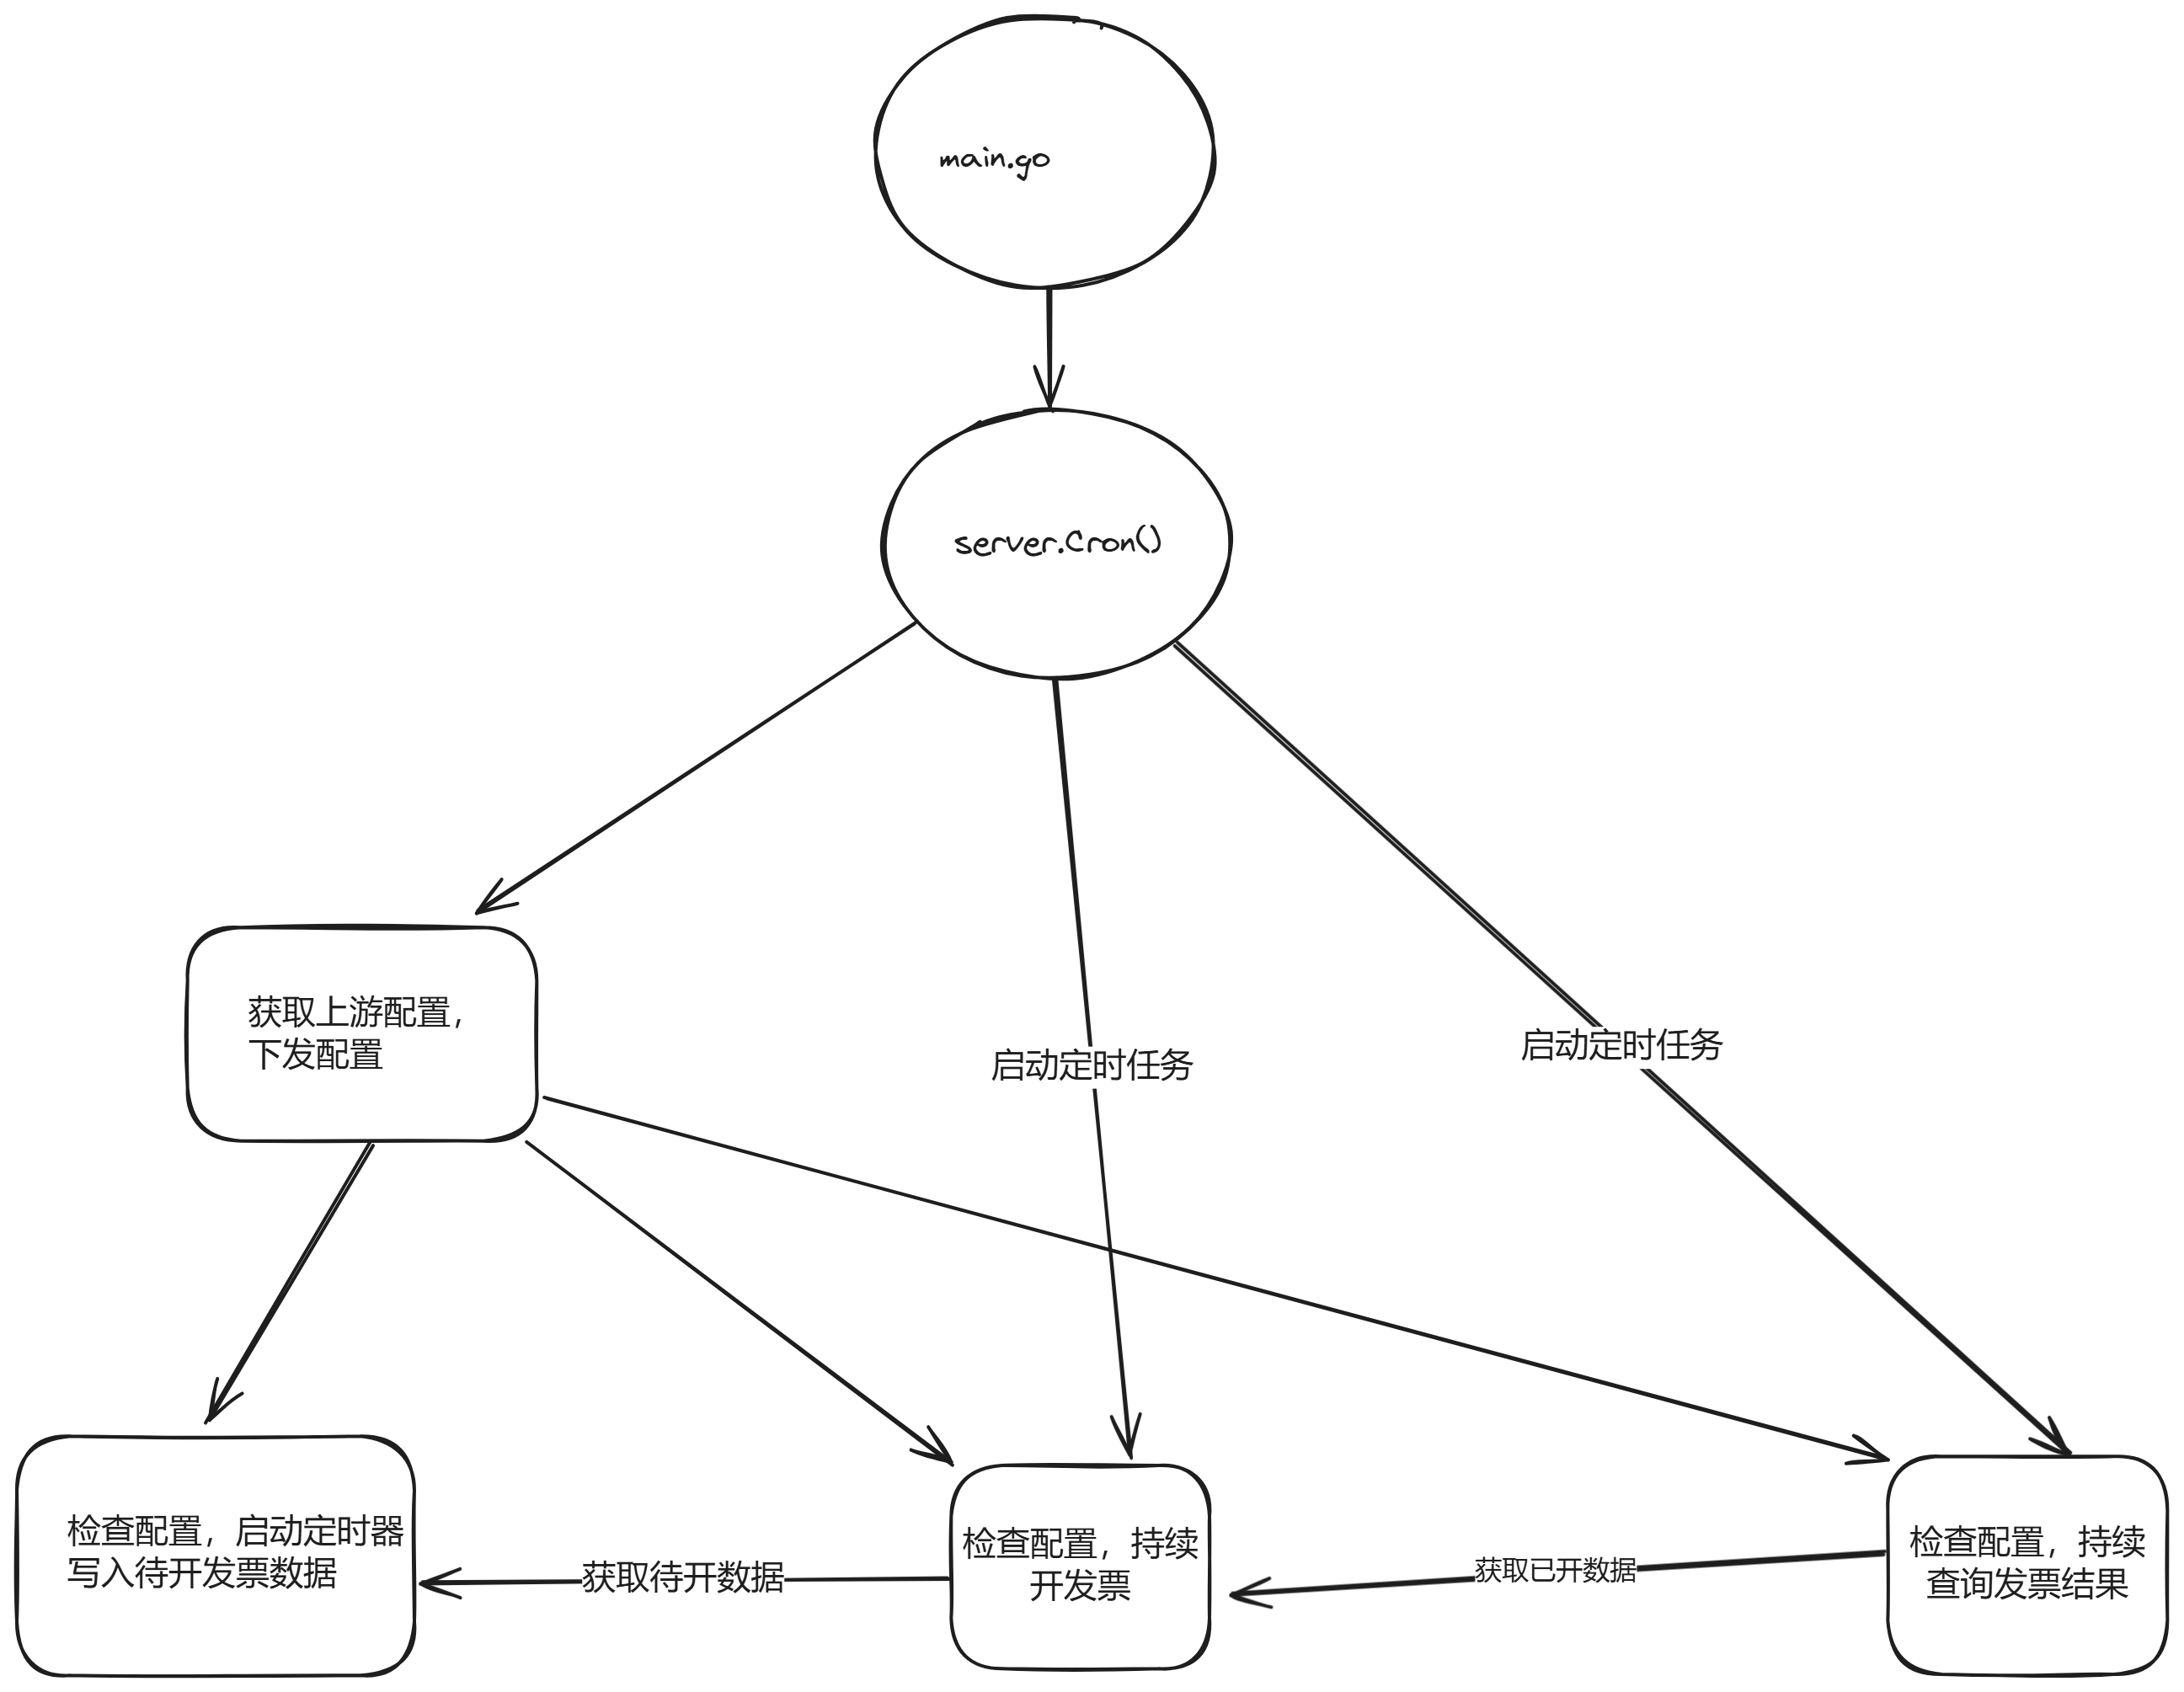 main.go
server.Cron()
获取上游配置，
下发配置
启动定时任务
启动定时任务
检查配置，启动定时器
写入待开发票数据
获取待开数据
检查配置，持续
开发票
获取已开数据
检查配置，持续
查询发票结果